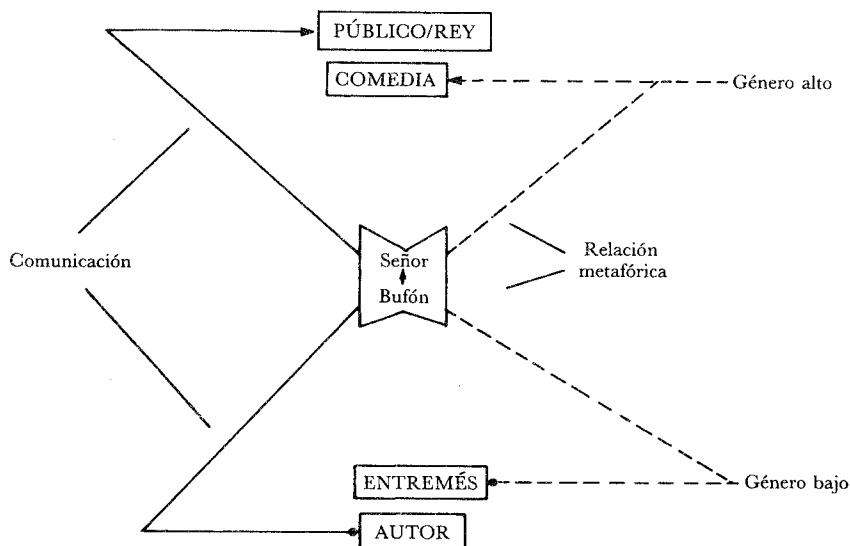 PÚBLICO/REY
COMEDIA
Género alto
Comunicación
Señor
Bufón
Relación
metafórica
ENTREMÉS
Género bajo
AUTOR